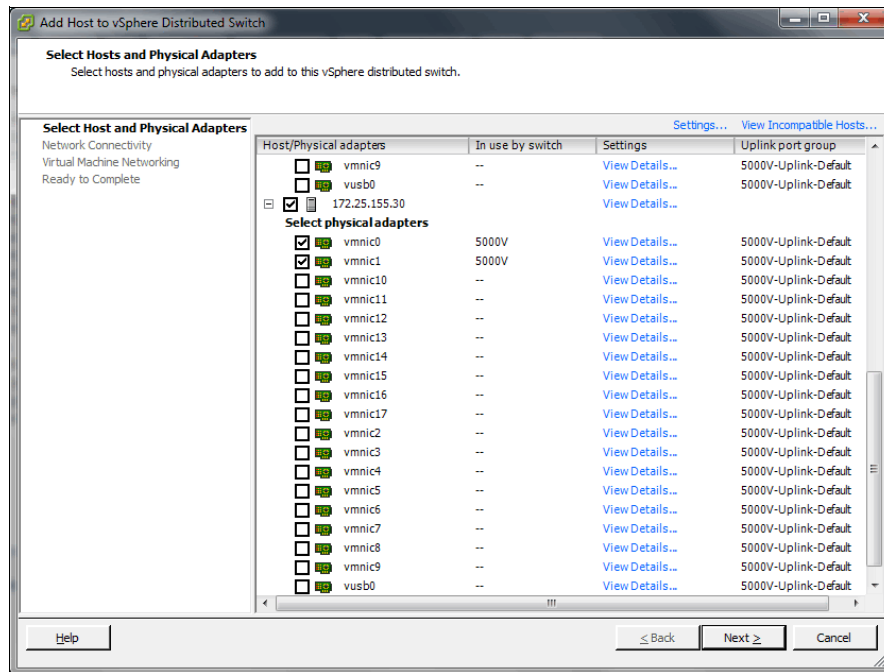 Add Host to vSphere Distributed Switch
Select Hosts and Physical Adapters
Select hosts and physical adapters to add to this vSphere distributed switch.
Select Host and Physical Adapters
Network Connectivity
Virtual Machine Networking
Ready to Complete
Settings... View Incompatible Hosts...
Host/Physical adapters In use by switch Settings Uplink port group
vmnic9 -- View Details... 5000V-Uplink-Default
vusb0 -- View Details... 5000V-Uplink-Default
172.25.155.30 View Details...
Select physical adapters
vmnic0 5000V View Details... 5000V-Uplink-Default
vmnic1 5000V View Details... 5000V-Uplink-Default
vmnic10 -- View Details... 5000V-Uplink-Default
vmnic11 -- View Details... 5000V-Uplink-Default
vmnic12 -- View Details... 5000V-Uplink-Default
vmnic13 -- View Details... 5000V-Uplink-Default
vmnic14 -- View Details... 5000V-Uplink-Default
vmnic15 -- View Details... 5000V-Uplink-Default
vmnic16 -- View Details... 5000V-Uplink-Default
vmnic17 -- View Details... 5000V-Uplink-Default
vmnic2 -- View Details... 5000V-Uplink-Default
vmnic3 -- View Details... 5000V-Uplink-Default
vmnic4 -- View Details... 5000V-Uplink-Default
vmnic5 -- View Details... 5000V-Uplink-Default
vmnic6 -- View Details... 5000V-Uplink-Default
vmnic7 -- View Details... 5000V-Uplink-Default
vmnic8 -- View Details... 5000V-Uplink-Default
vmnic9 -- View Details... 5000V-Uplink-Default
vusb0 -- View Details... 5000V-Uplink-Default
Help < Back Next > Cancel